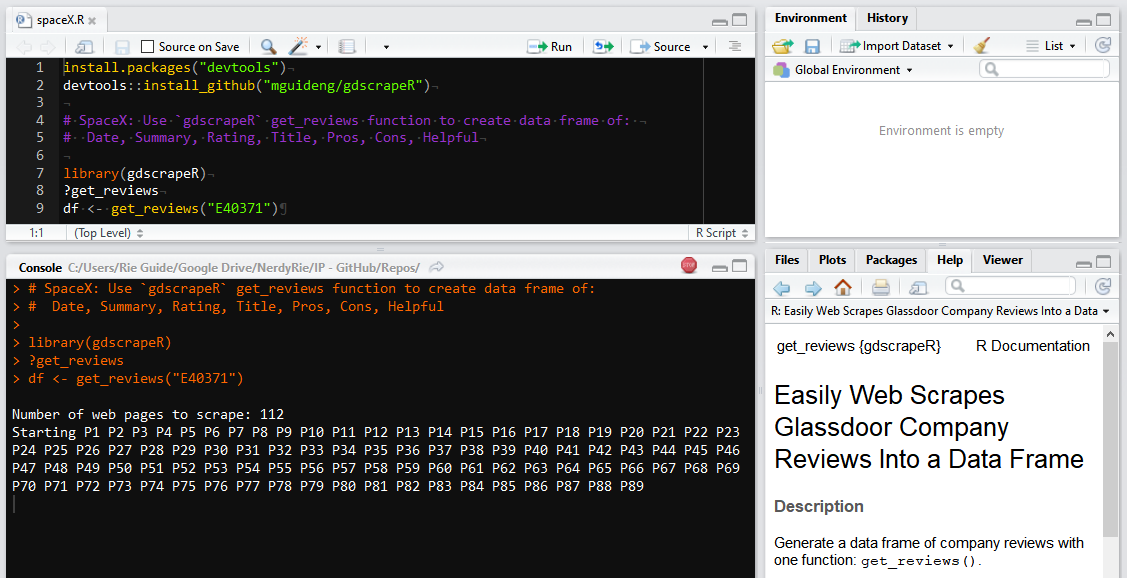 spaceX.R
Source on Save
Run
Source
1 install.packages("devtools")
2 devtools::install_github("mguideng/gdscrapeR")
3
4 # SpaceX: Use `gdscrapeR` get_reviews function to create data frame of:
5 #  Date, Summary, Rating, Title, Pros, Cons, Helpful
6
7 library(gdscrapeR)
8 ?get_reviews
9 df <- get_reviews("E40371")
1:1 (Top Level) R Script
Console C:/Users/Rie Guide/Google Drive/NerdyRie/IP - GitHub/Repos/
STOP
> # SpaceX: Use `gdscrapeR` get_reviews function to create data frame of:
> #  Date, Summary, Rating, Title, Pros, Cons, Helpful
>
> library(gdscrapeR)
> ?get_reviews
> df <- get_reviews("E40371")
Number of web pages to scrape: 112
Starting P1 P2 P3 P4 P5 P6 P7 P8 P9 P10 P11 P12 P13 P14 P15 P16 P17 P18 P19 P20 P21 P22 P23
P24 P25 P26 P27 P28 P29 P30 P31 P32 P33 P34 P35 P36 P37 P38 P39 P40 P41 P42 P43 P44 P45 P46
P47 P48 P49 P50 P51 P52 P53 P54 P55 P56 P57 P58 P59 P60 P61 P62 P63 P64 P65 P66 P67 P68 P69
P70 P71 P72 P73 P74 P75 P76 P77 P78 P79 P80 P81 P82 P83 P84 P85 P86 P87 P88 P89
Environment History
Import Dataset List
Global Environment
Environment is empty
Files Plots Packages Help Viewer
R: Easily Web Scrapes Glassdoor Company Reviews Into a Data
get_reviews {gdscrapeR} R Documentation
Easily Web Scrapes
Glassdoor Company
Reviews Into a Data Frame
Description
Generate a data frame of company reviews with
one function: get_reviews().